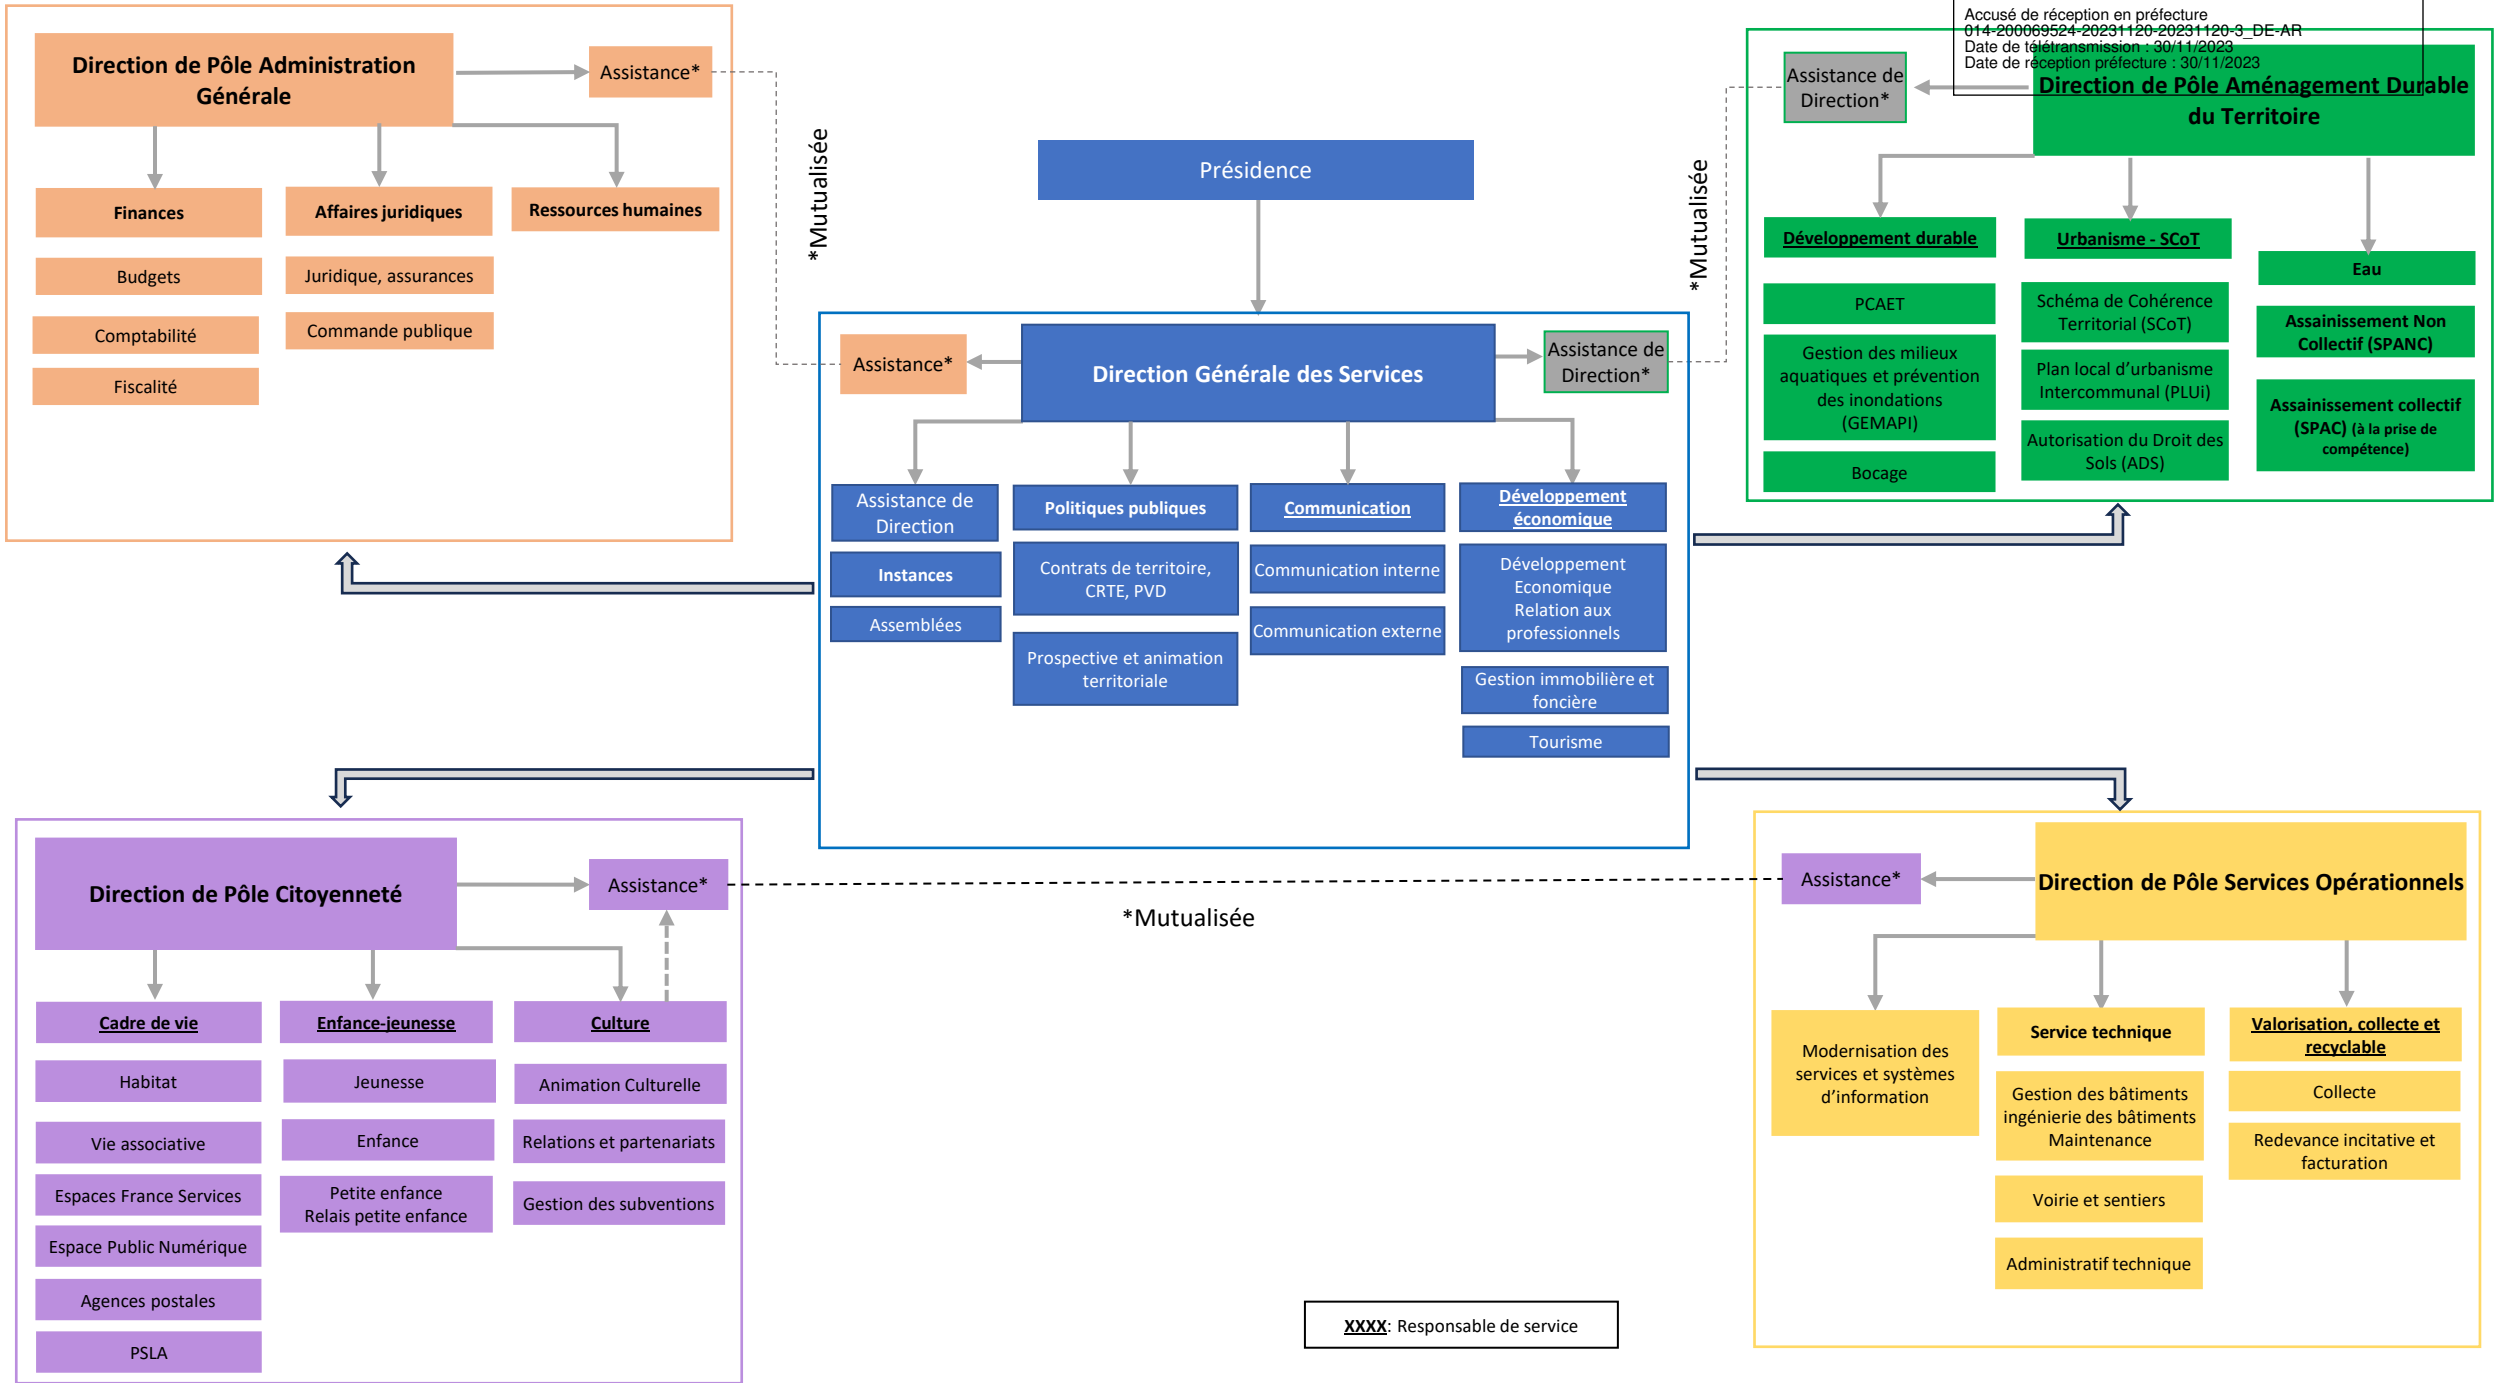 Accusé de réception en préfecture
014-200069524-20231120-20231120-3_DE-AR
Date de télétransmission : 30/11/2023
Date de réception préfecture : 30/11/2023
Direction de Pôle Administration
Générale
Assistance*
Finances
Budgets
Comptabilité
Fiscalité
Affaires juridiques
Juridique, assurances
Commande publique
Ressources humaines
*Mutualisée
Présidence
*Mutualisée
Assistance de
Direction*
Direction de Pôle Aménagement Durable
du Territoire
Développement durable
PCAET
Gestion des milieux
aquatiques et prévention
des inondations
(GEMAPI)
Bocage
Urbanisme - SCoT
Schéma de Cohérence
Territorial (SCoT)
Plan local d’urbanisme
Intercommunal (PLUi)
Autorisation du Droit des
Sols (ADS)
Eau
Assainissement Non
Collectif (SPANC)
Assainissement collectif
(SPAC) (à la prise de
compétence)
Assistance*
Direction Générale des Services
Assistance de
Direction*
Assistance de
Direction
Instances
Assemblées
Politiques publiques
Contrats de territoire,
CRTE, PVD
Prospective et animation
territoriale
Communication
Communication interne
Communication externe
Développement
économique
Développement
Economique
Relation aux
professionnels
Gestion immobilière et
foncière
Tourisme
Direction de Pôle Citoyenneté
Assistance*
*Mutualisée
Cadre de vie
Habitat
Vie associative
Espaces France Services
Espace Public Numérique
Agences postales
PSLA
Enfance-jeunesse
Jeunesse
Enfance
Petite enfance
Relais petite enfance
Culture
Animation Culturelle
Relations et partenariats
Gestion des subventions
Assistance*
Direction de Pôle Services Opérationnels
Modernisation des
services et systèmes
d’information
Service technique
Gestion des bâtiments
ingénierie des bâtiments
Maintenance
Voirie et sentiers
Administratif technique
Valorisation, collecte et
recyclable
Collecte
Redevance incitative et
facturation
XXXX: Responsable de service